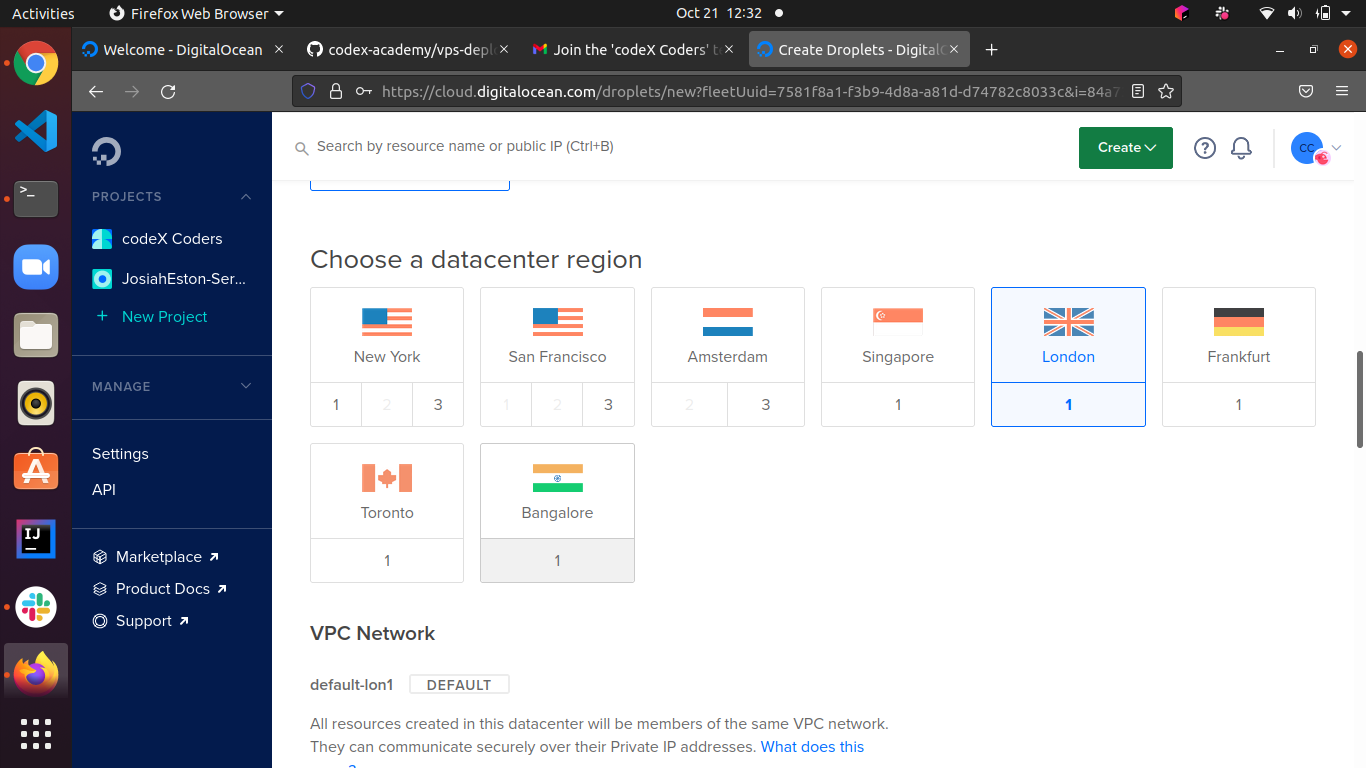 Activities Firefox Web Browser Oct 21 12:32
Welcome - DigitalOcean codex-academy/vps-depl Join the 'codeX Coders' t Create Droplets - Digital
https://cloud.digitalocean.com/droplets/new?fleetUuid=7581f8a1-f3b9-4d8a-a81d-d74782c8033c&i=84a7
Search by resource name or public IP (Ctrl+B) Create CC
PROJECTS
codeX Coders
JosiahEston-Ser...
+ New Project
MANAGE
Settings
API
Marketplace
Product Docs
Support
Choose a datacenter region
New York San Francisco Amsterdam Singapore London Frankfurt
1 2 3 1 2 3 2 3 1 1 1
Toronto Bangalore
1 1
VPC Network
default-lon1 DEFAULT
All resources created in this datacenter will be members of the same VPC network.
They can communicate securely over their Private IP addresses. What does this